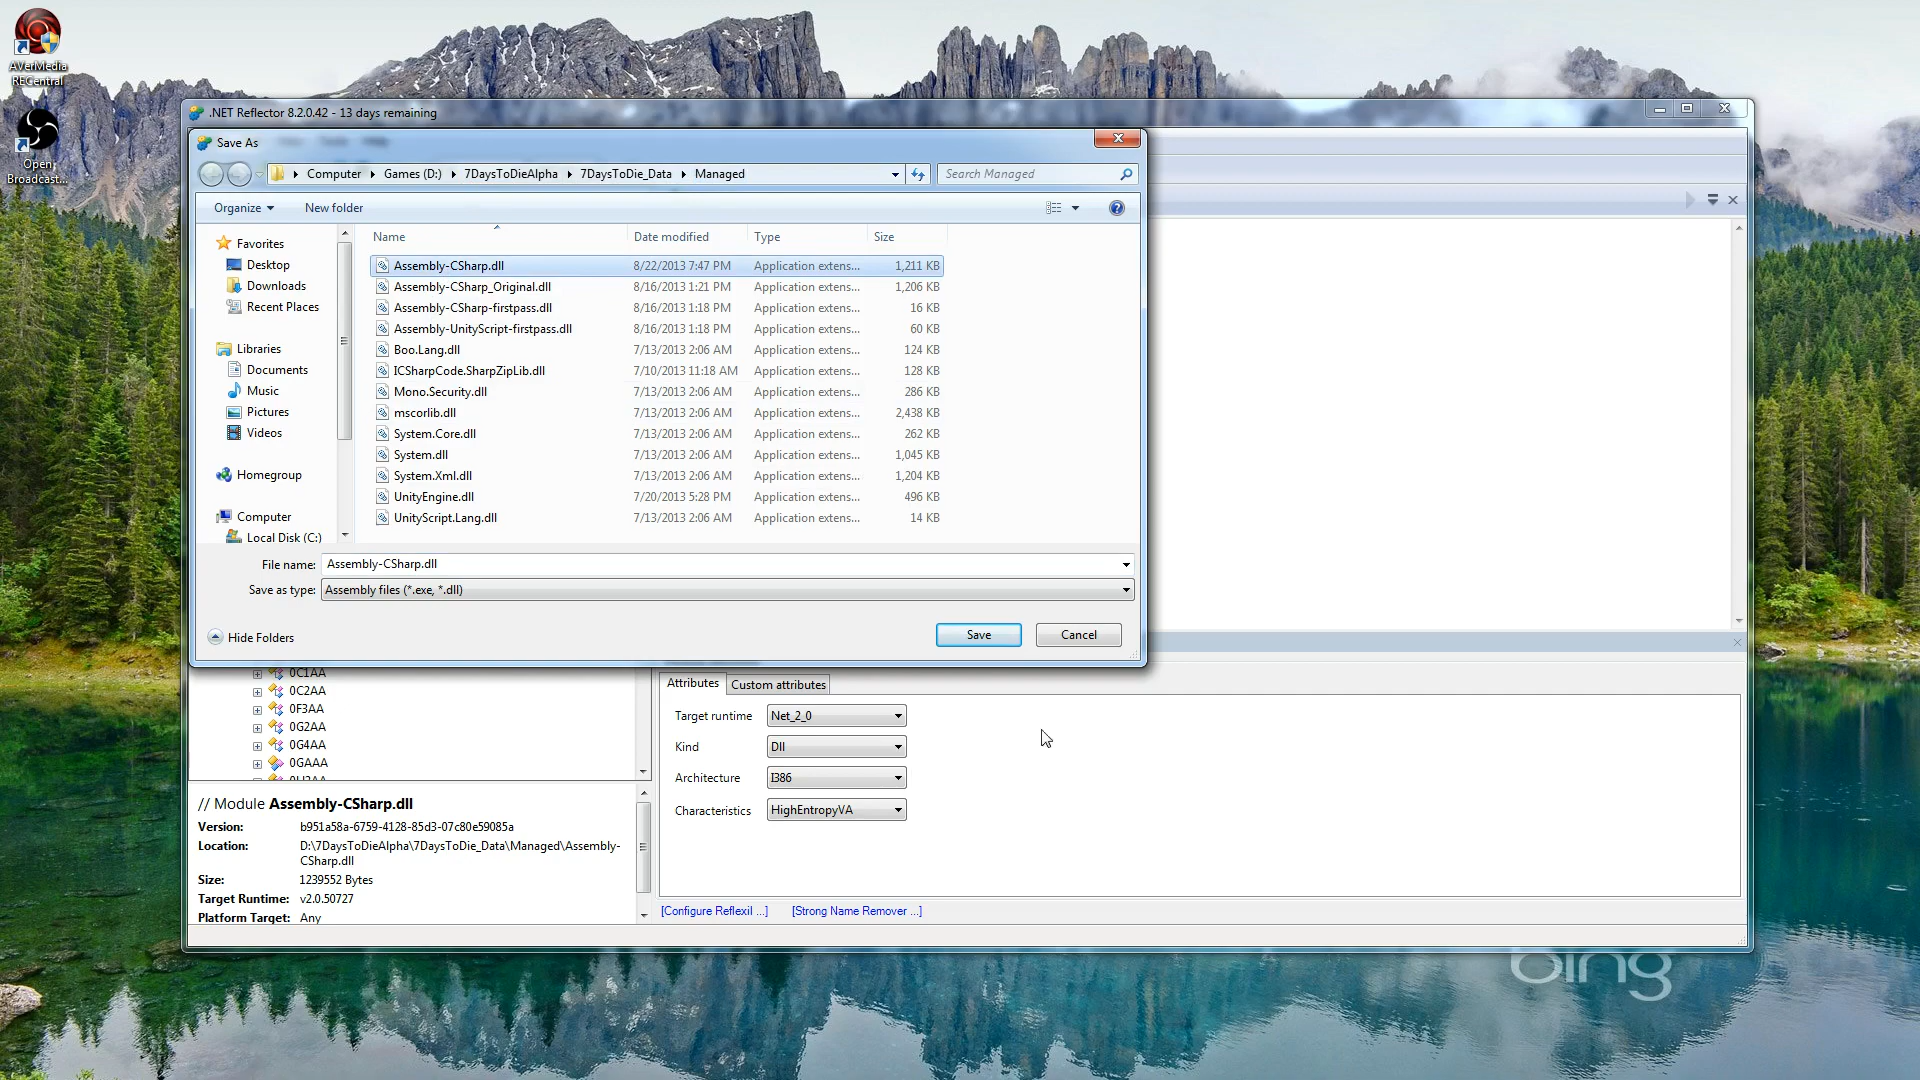 AVerMedia
RECentral
Open
Broadcast...
.NET Reflector 8.2.0.42 - 13 days remaining
Save As
Computer Games (D:) 7DaysToDieAlpha 7DaysToDie_Data Managed
Search Managed
Organize New folder
Favorites
Desktop
Downloads
Recent Places
Libraries
Documents
Music
Pictures
Videos
Homegroup
Computer
Local Disk (C:)
Name Date modified Type Size
Assembly-CSharp.dll 8/22/2013 7:47 PM Application extens... 1,211 KB
Assembly-CSharp_Original.dll 8/16/2013 1:21 PM Application extens... 1,206 KB
Assembly-CSharp-firstpass.dll 8/16/2013 1:18 PM Application extens... 16 KB
Assembly-UnityScript-firstpass.dll 8/16/2013 1:18 PM Application extens... 60 KB
Boo.Lang.dll 7/13/2013 2:06 AM Application extens... 124 KB
ICSharpCode.SharpZipLib.dll 7/10/2013 11:18 AM Application extens... 128 KB
Mono.Security.dll 7/13/2013 2:06 AM Application extens... 286 KB
mscorlib.dll 7/13/2013 2:06 AM Application extens... 2,438 KB
System.Core.dll 7/13/2013 2:06 AM Application extens... 262 KB
System.dll 7/13/2013 2:06 AM Application extens... 1,045 KB
System.Xml.dll 7/13/2013 2:06 AM Application extens... 1,204 KB
UnityEngine.dll 7/20/2013 5:28 PM Application extens... 496 KB
UnityScript.Lang.dll 7/13/2013 2:06 AM Application extens... 14 KB
File name: Assembly-CSharp.dll
Save as type: Assembly files (*.exe, *.dll)
Hide Folders
Save Cancel
0C1AA
0C2AA
0F3AA
0G2AA
0G4AA
0GAAA
// Module Assembly-CSharp.dll
Version: b951a58a-6759-4128-85d3-07c80e59085a
Location: D:\7DaysToDieAlpha\7DaysToDie_Data\Managed\Assembly-
CSharp.dll
Size: 1239552 Bytes
Target Runtime: v2.0.50727
Platform Target: Any
Attributes Custom attributes
Target runtime Net_2_0
Kind Dll
Architecture I386
Characteristics HighEntropyVA
[Configure Reflexil ...] [Strong Name Remover ...]
bing